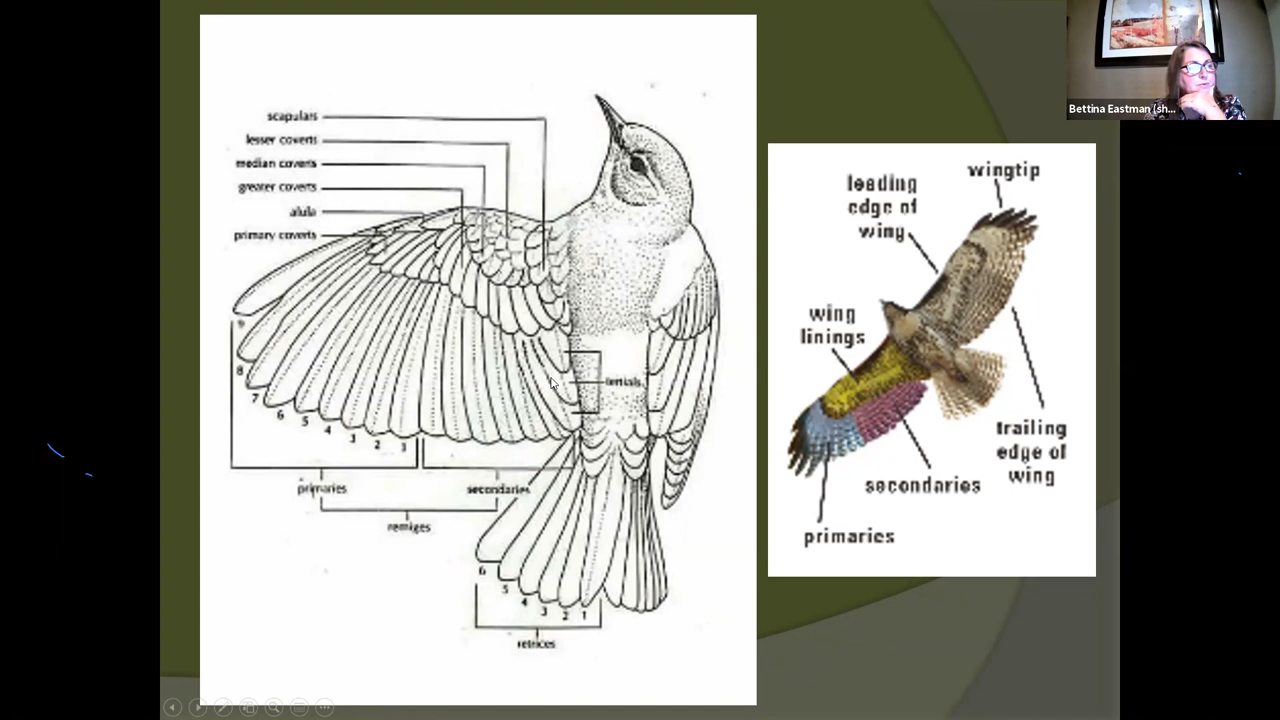 scapulars
lesser coverts
median coverts
greater coverts
alula
primary coverts
9
8
7
6
5
4
3
2
1
tertials
primaries
secondaries
remiges
6
5
4
3
2
1
retrices
wingtip
leading
edge of
wing
wing
linings
trailing
edge of
wing
secondaries
primaries
Bettina Eastman (sh...